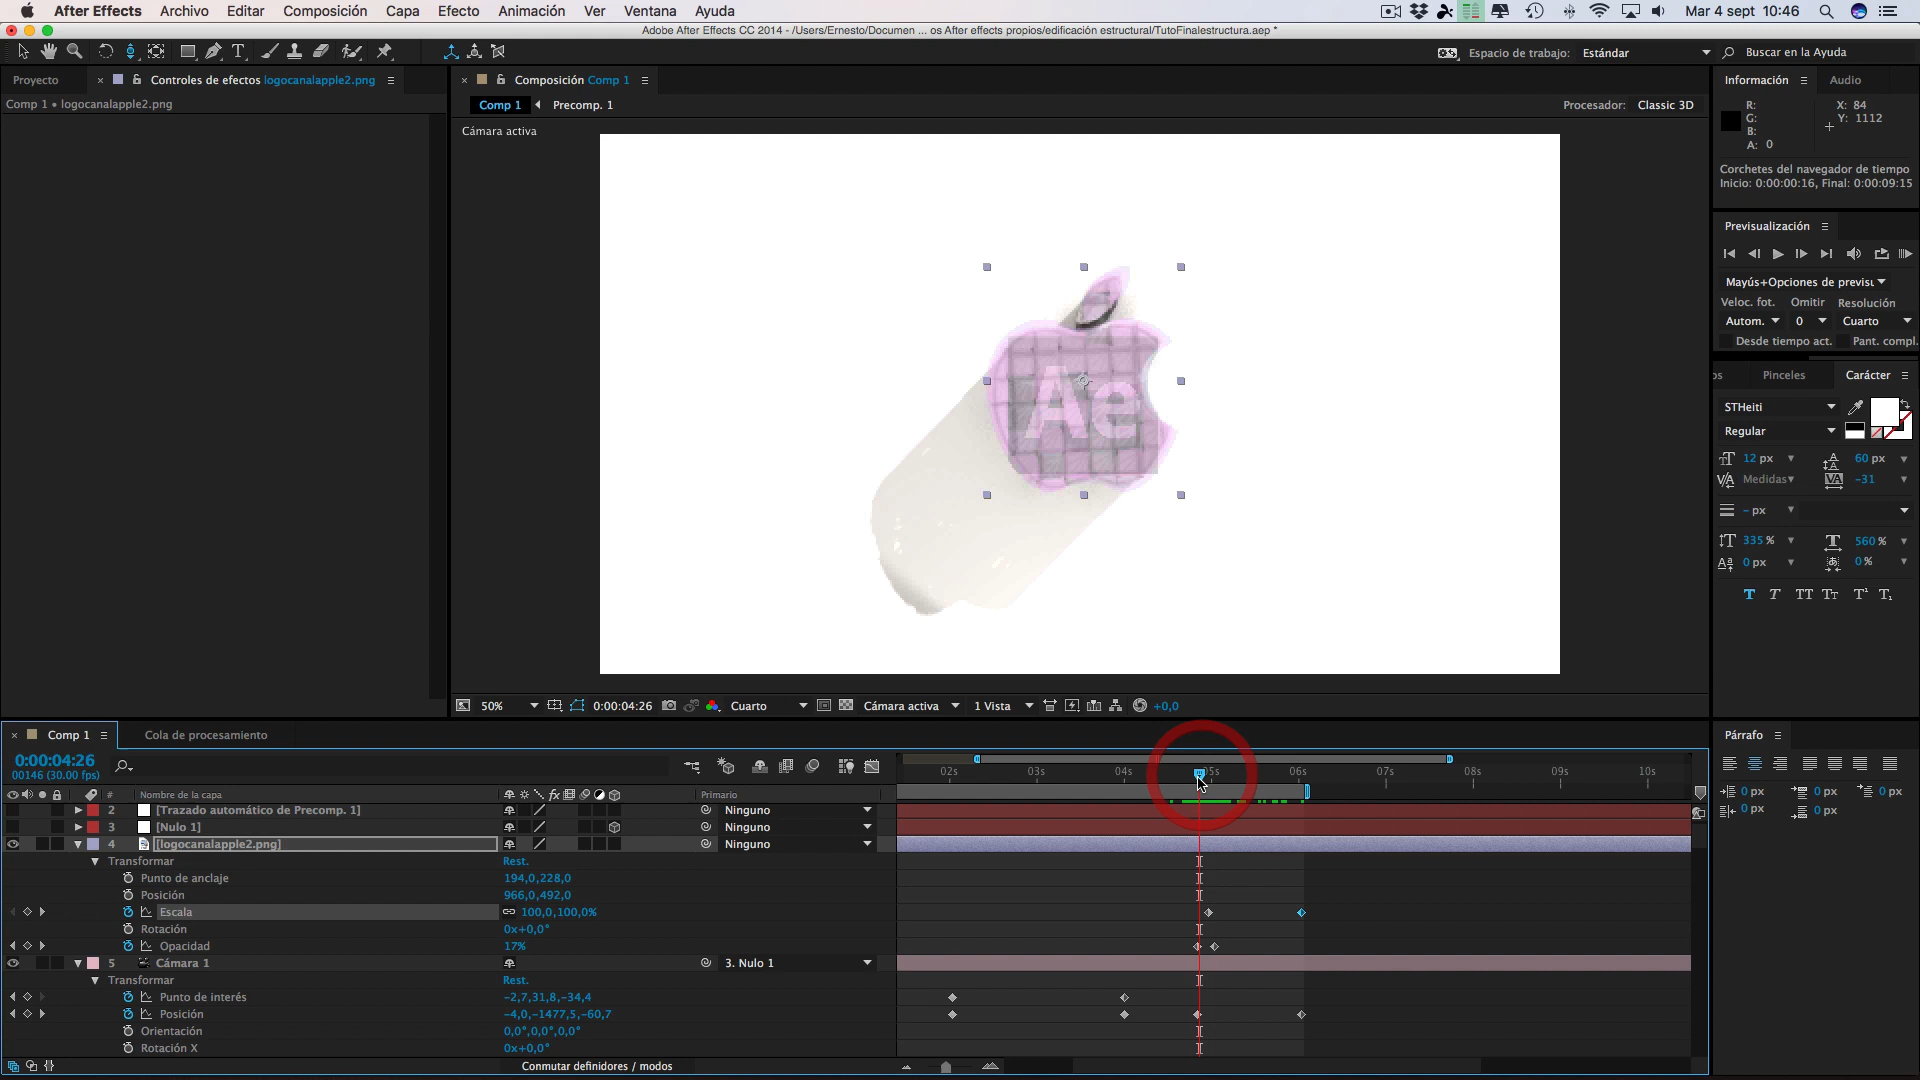 After Effects Archivo Editar Composición Capa Efecto Animación Ver Ventana Ayuda Mar 4 sept 10:46
Adobe After Effects CC 2014 - /Users/Ernesto/Documen ... os After effects propios/edificación estructural/TutoFinalestructura.aep *
Espacio de trabajo: Estándar Buscar en la Ayuda
Proyecto × Controles de efectos logocanalapple2.png × Composición Comp 1 Información Audio
Comp 1 • logocanalapple2.png Comp 1 Precomp. 1 Procesador: Classic 3D
R: X: 84
G: Y: 1112
B:
A: 0
Cámara activa
Corchetes del navegador de tiempo
Inicio: 0:00:00:16, Final: 0:00:09:15
Previsualización
Mayús+Opciones de previsu
Veloc. fot. Omitir Resolución
Autom. 0 Cuarto
Desde tiempo act. Pant. compl.
os Pinceles Carácter
STHeiti
Regular
12 px 60 px
Medidas -31
- px
335 % 560 %
0 px 0 %
T T TT Tт T¹ T₁
Ae
50% 0:00:04:26 Cuarto Cámara activa 1 Vista +0,0
× Comp 1 Cola de procesamiento Párrafo
0:00:04:26
00146 (30.00 fps)
02s 03s 04s 05s 06s 07s 08s 09s 10s
# Nombre de la capa fx Primario
0 px 0 px 0 px
0 px 0 px
2 [Trazado automático de Precomp. 1] Ninguno
3 [Nulo 1] Ninguno
4 [logocanalapple2.png] Ninguno
Transformar Rest.
Punto de anclaje 194,0,228,0
Posición 966,0,492,0
Escala 100,0,100,0%
Rotación 0x+0,0°
Opacidad 17%
5 Cámara 1 3. Nulo 1
Transformar Rest.
Punto de interés -2,7,31,8,-34,4
Posición -4,0,-1477,5,-60,7
Orientación 0,0°,0,0°,0,0°
Rotación X 0x+0,0°
Conmutar definidores / modos